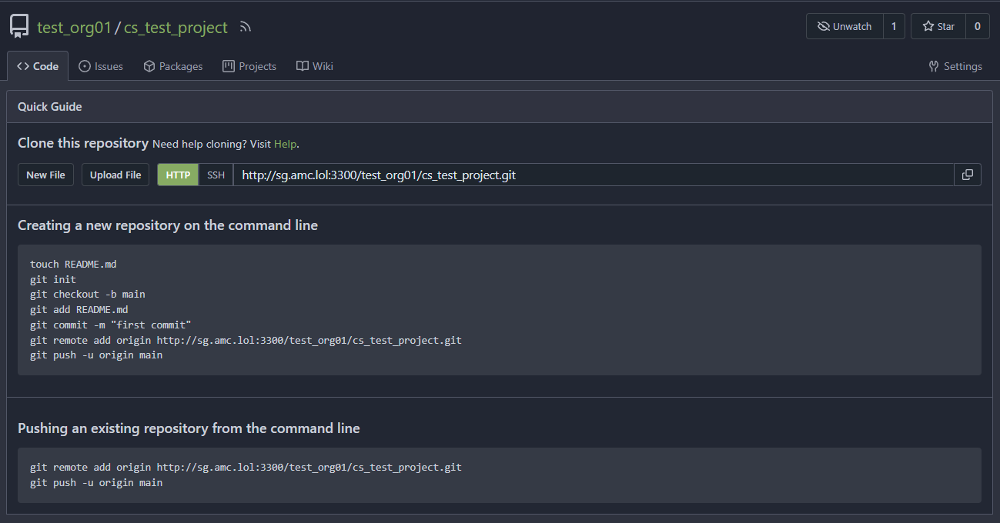 test_org01/cs_test_project
Unwatch 1 Star 0
Code Issues Packages Projects Wiki Settings
Quick Guide
Clone this repository Need help cloning? Visit Help.
New File Upload File HTTP SSH http://sg.amc.lol:3300/test_org01/cs_test_project.git
Creating a new repository on the command line
touch README.md
git init
git checkout -b main
git add README.md
git commit -m "first commit"
git remote add origin http://sg.amc.lol:3300/test_org01/cs_test_project.git
git push -u origin main
Pushing an existing repository from the command line
git remote add origin http://sg.amc.lol:3300/test_org01/cs_test_project.git
git push -u origin main